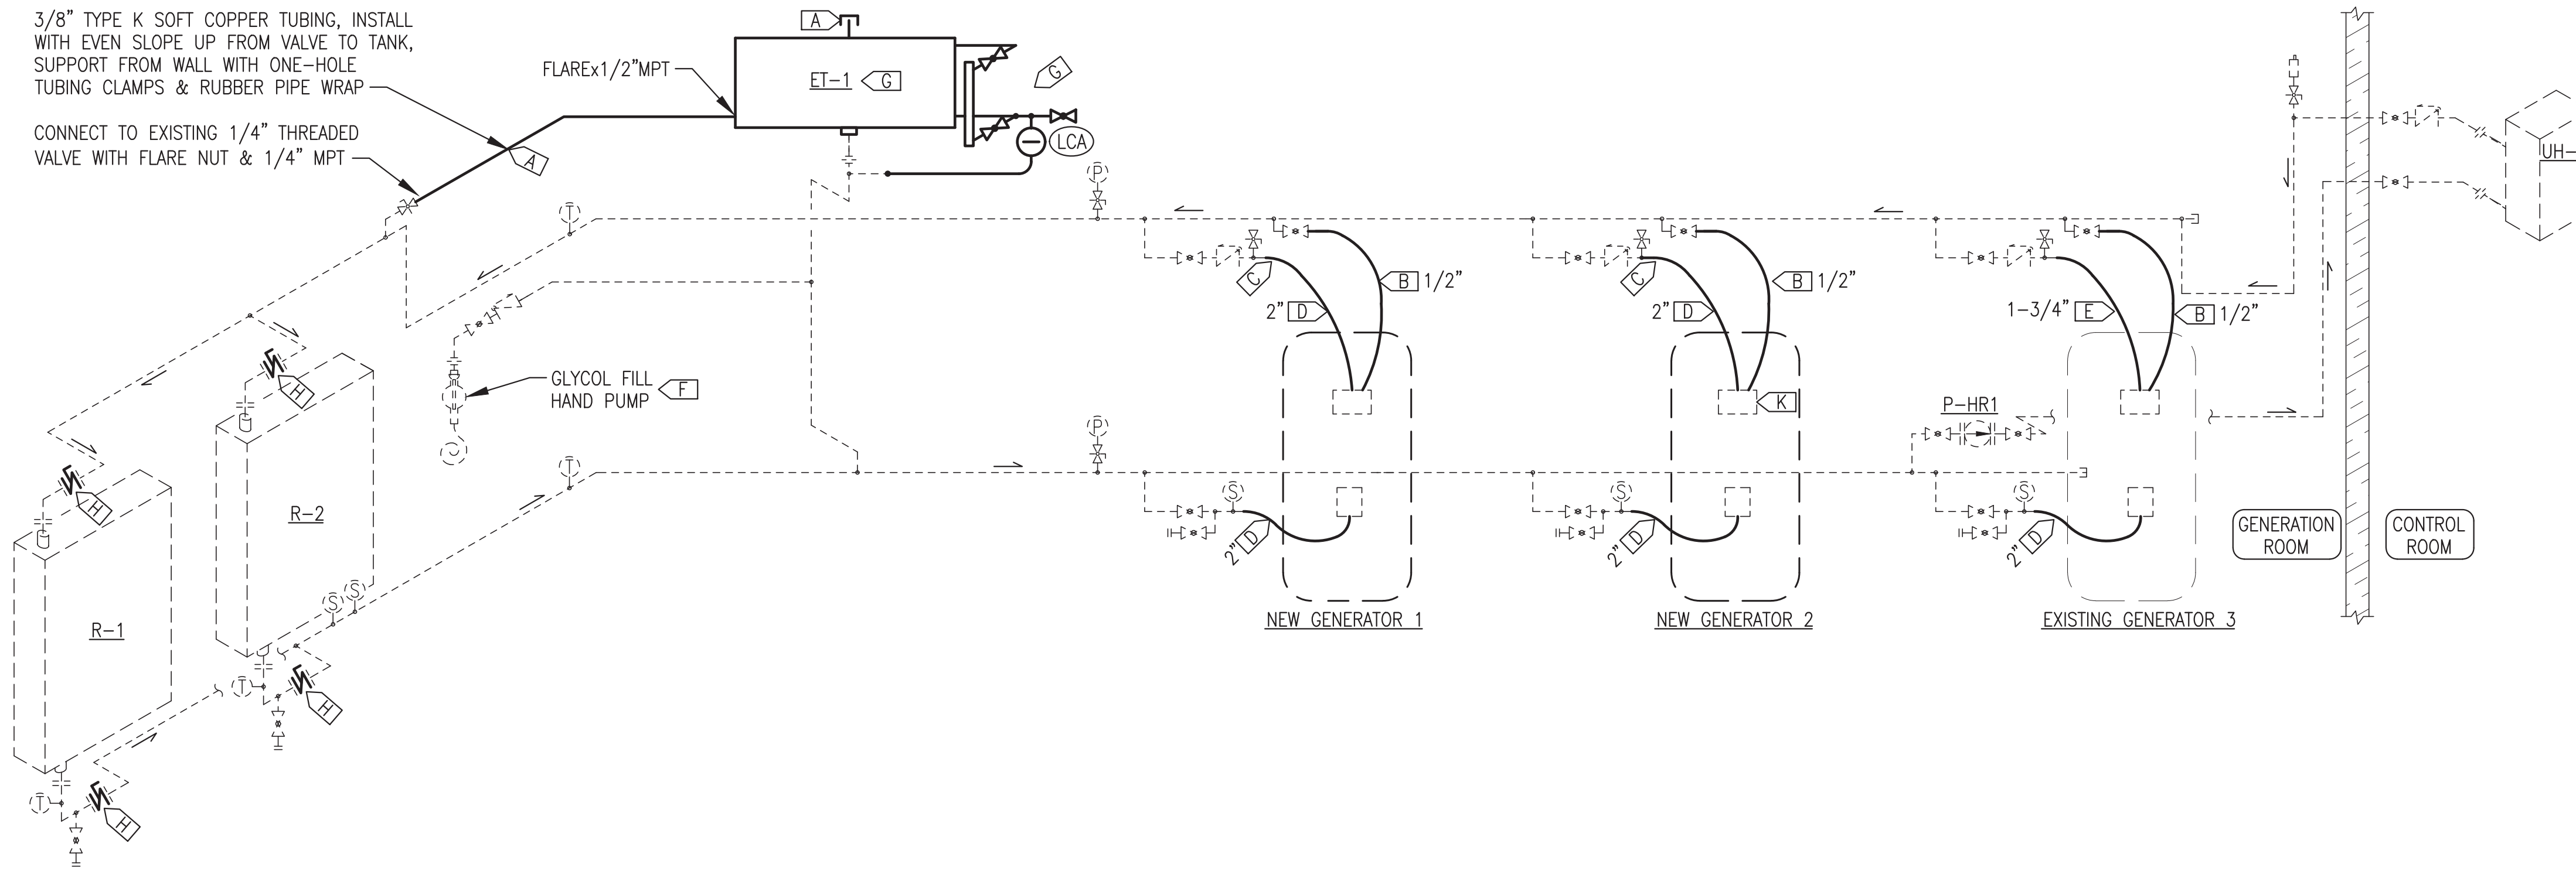 3/8" TYPE K SOFT COPPER TUBING, INSTALL
WITH EVEN SLOPE UP FROM VALVE TO TANK,
SUPPORT FROM WALL WITH ONE-HOLE
TUBING CLAMPS & RUBBER PIPE WRAP
CONNECT TO EXISTING 1/4" THREADED
VALVE WITH FLARE NUT & 1/4" MPT
A
A
FLAREx1/2"MPT
ET-1
G
G
LCA
P
T
UH-
C
B 1/2"
2" D
C
B 1/2"
2" D
1-3/4" E
B 1/2"
H
GLYCOL FILL
HAND PUMP
F
K
P-HR1
P
T
H
R-2
S
S
S
2" D
2" D
2" D
GENERATION
ROOM
CONTROL
ROOM
R-1
S
S
NEW GENERATOR 1
NEW GENERATOR 2
EXISTING GENERATOR 3
T
H
T
H